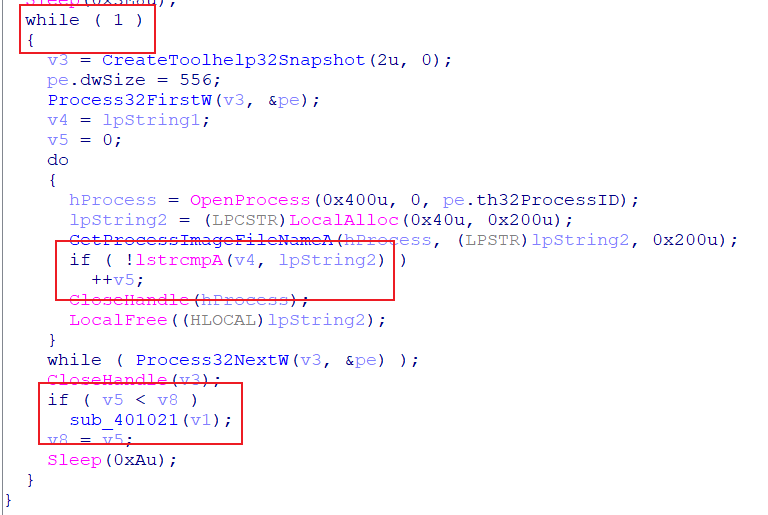 Sleep(0x3E8u);
while ( 1 )
{
v3 = CreateToolhelp32Snapshot(2u, 0);
pe.dwSize = 556;
Process32FirstW(v3, &pe);
v4 = lpString1;
v5 = 0;
do
{
hProcess = OpenProcess(0x400u, 0, pe.th32ProcessID);
lpString2 = (LPCSTR)LocalAlloc(0x40u, 0x200u);
GetProcessImageFileNameA(hProcess, (LPSTR)lpString2, 0x200u);
if ( !lstrcmpA(v4, lpString2) )
++v5;
CloseHandle(hProcess);
LocalFree((HLOCAL)lpString2);
}
while ( Process32NextW(v3, &pe) );
CloseHandle(v3);
if ( v5 < v8 )
sub_401021(v1);
v8 = v5;
Sleep(0xAu);
}
}